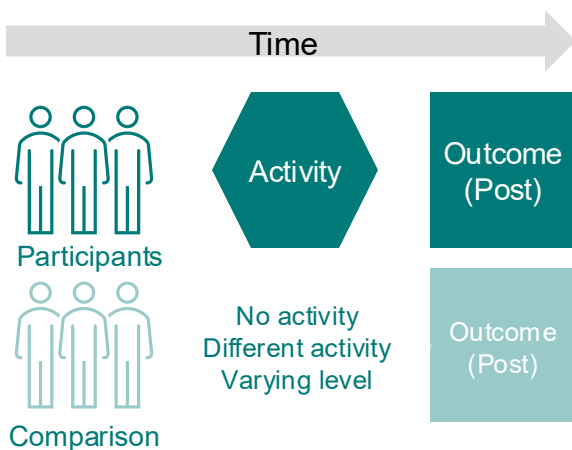 Time
Activity
Outcome
(Post)
Participants
No activity
Different activity
Varying level
Outcome
(Post)
Comparison